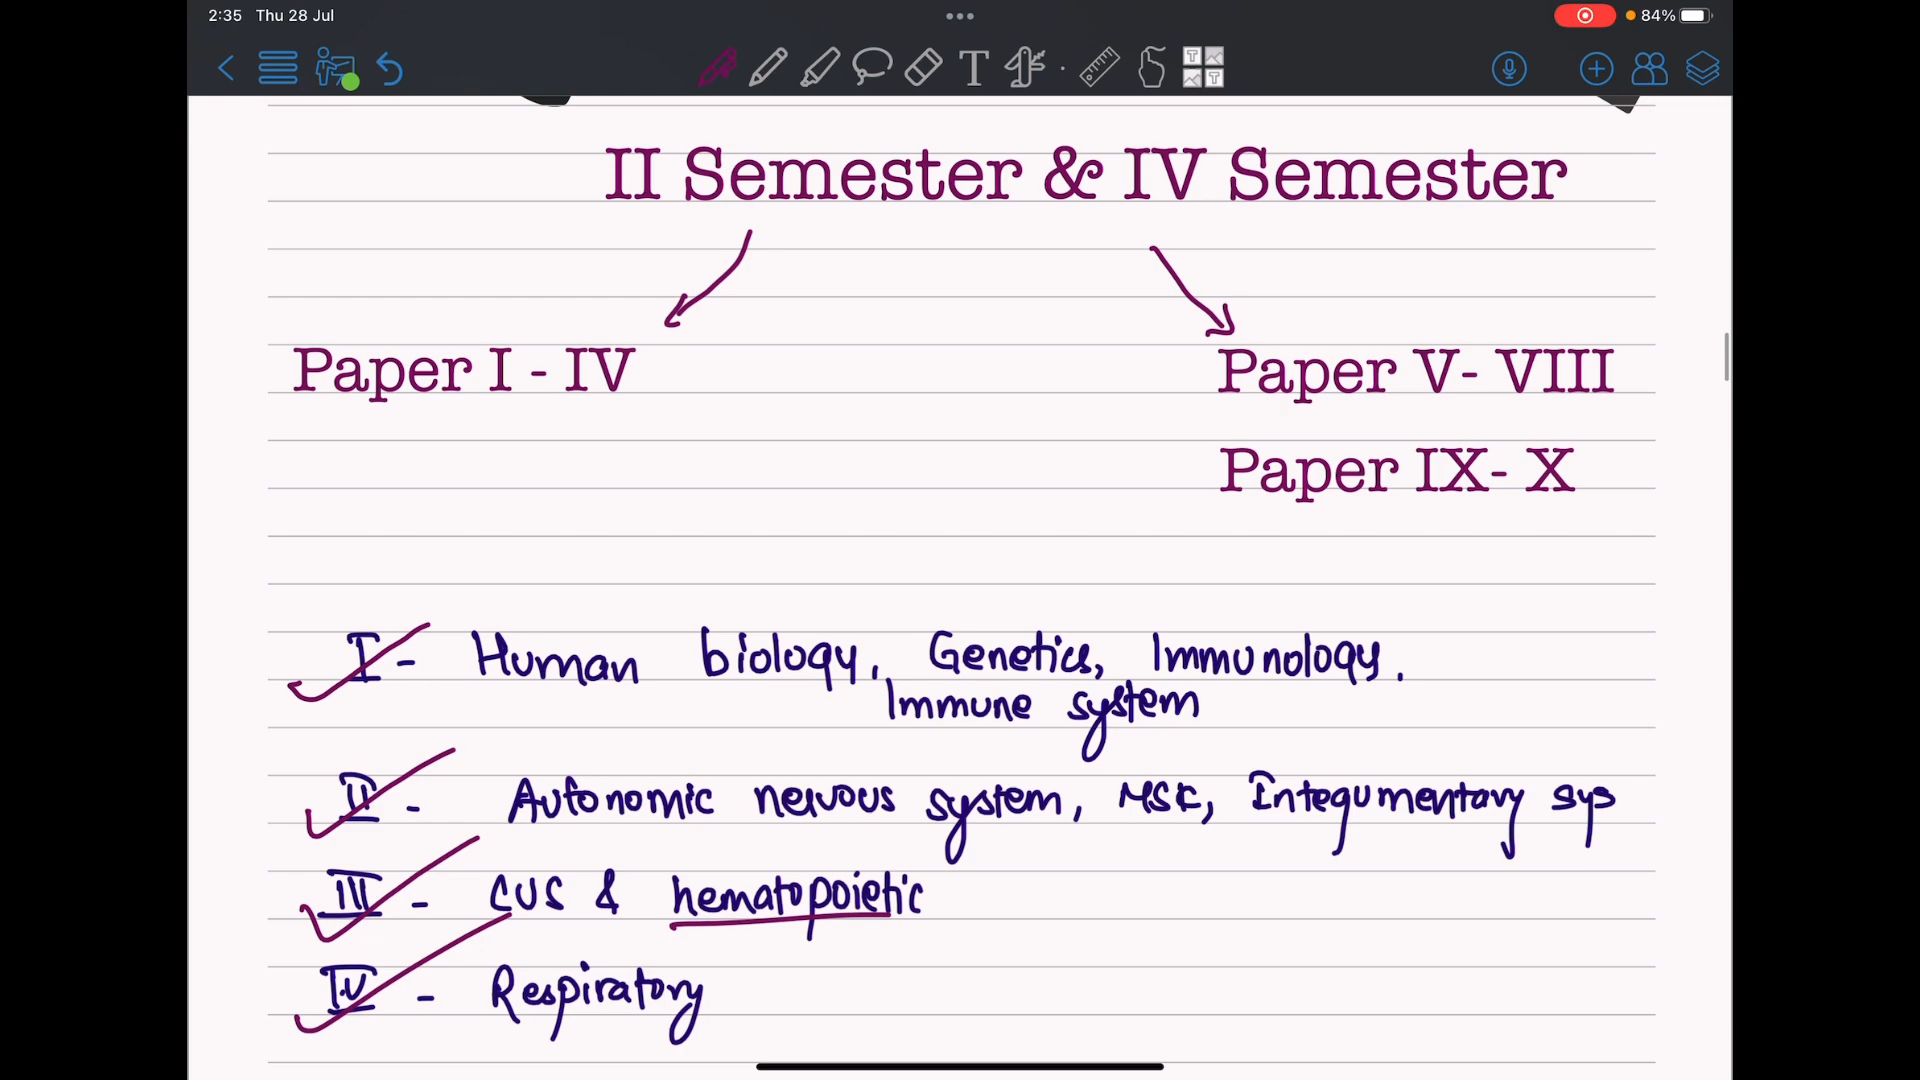 2:35 Thu 28 Jul
84%
II Semester & IV Semester
Paper I - IV
Paper V- VIII
Paper IX- X
I - Human biology, Genetics, Immunology.
Immune system
II - Autonomic nervous system, MSK, Integumentary sys
III - CVS & hematopoietic
IV - Respiratory